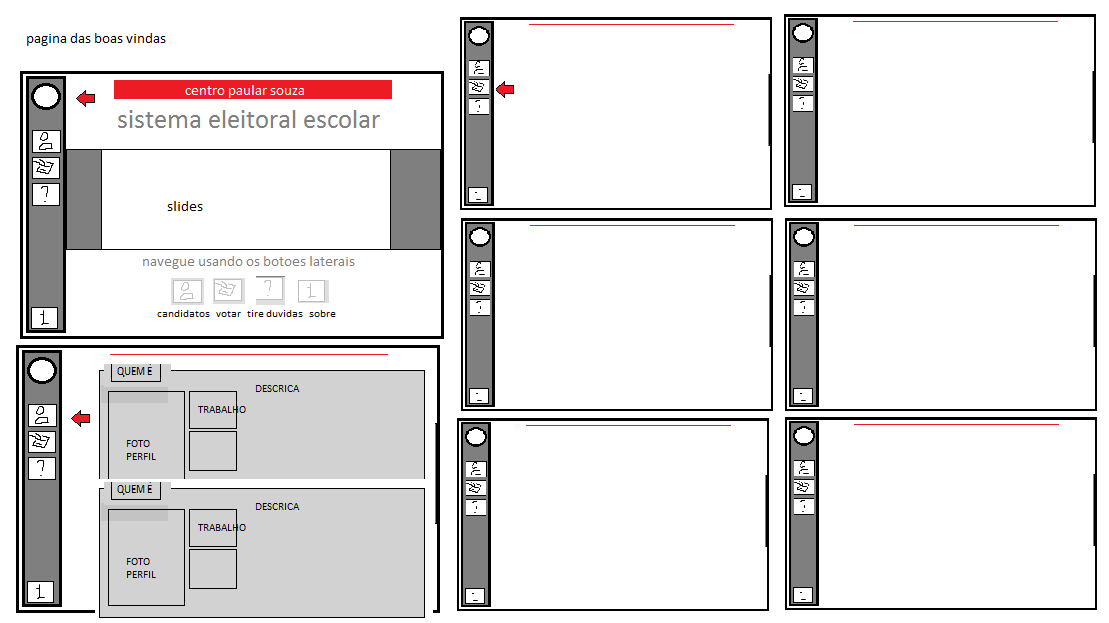 pagina das boas vindas
centro paular souza
sistema eleitoral escolar
?
slides
navegue usando os botoes laterais
? i
candidatos votar tire duvidas sobre
i
QUEM É
DESCRICA
TRABALHO
?
FOTO
PERFIL
QUEM É
DESCRICA
TRABALHO
FOTO
PERFIL
i
?
?
?
?
?
?